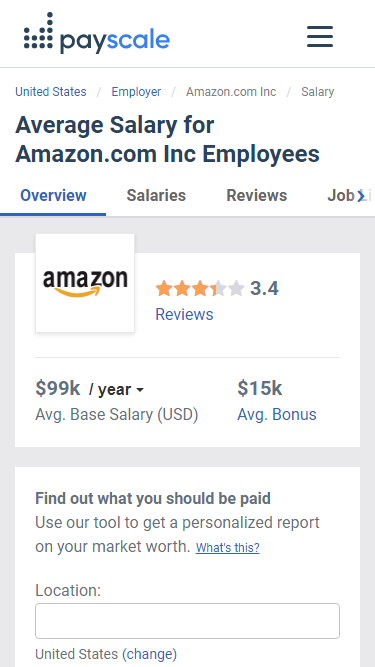 payscale
United States / Employer / Amazon.com Inc / Salary
Average Salary for
Amazon.com Inc Employees
Overview Salaries Reviews Job
amazon
3.4
Reviews
$99k / year
$15k
Avg. Base Salary (USD)
Avg. Bonus
Find out what you should be paid
Use our tool to get a personalized report
on your market worth. What's this?
Location:
United States (change)